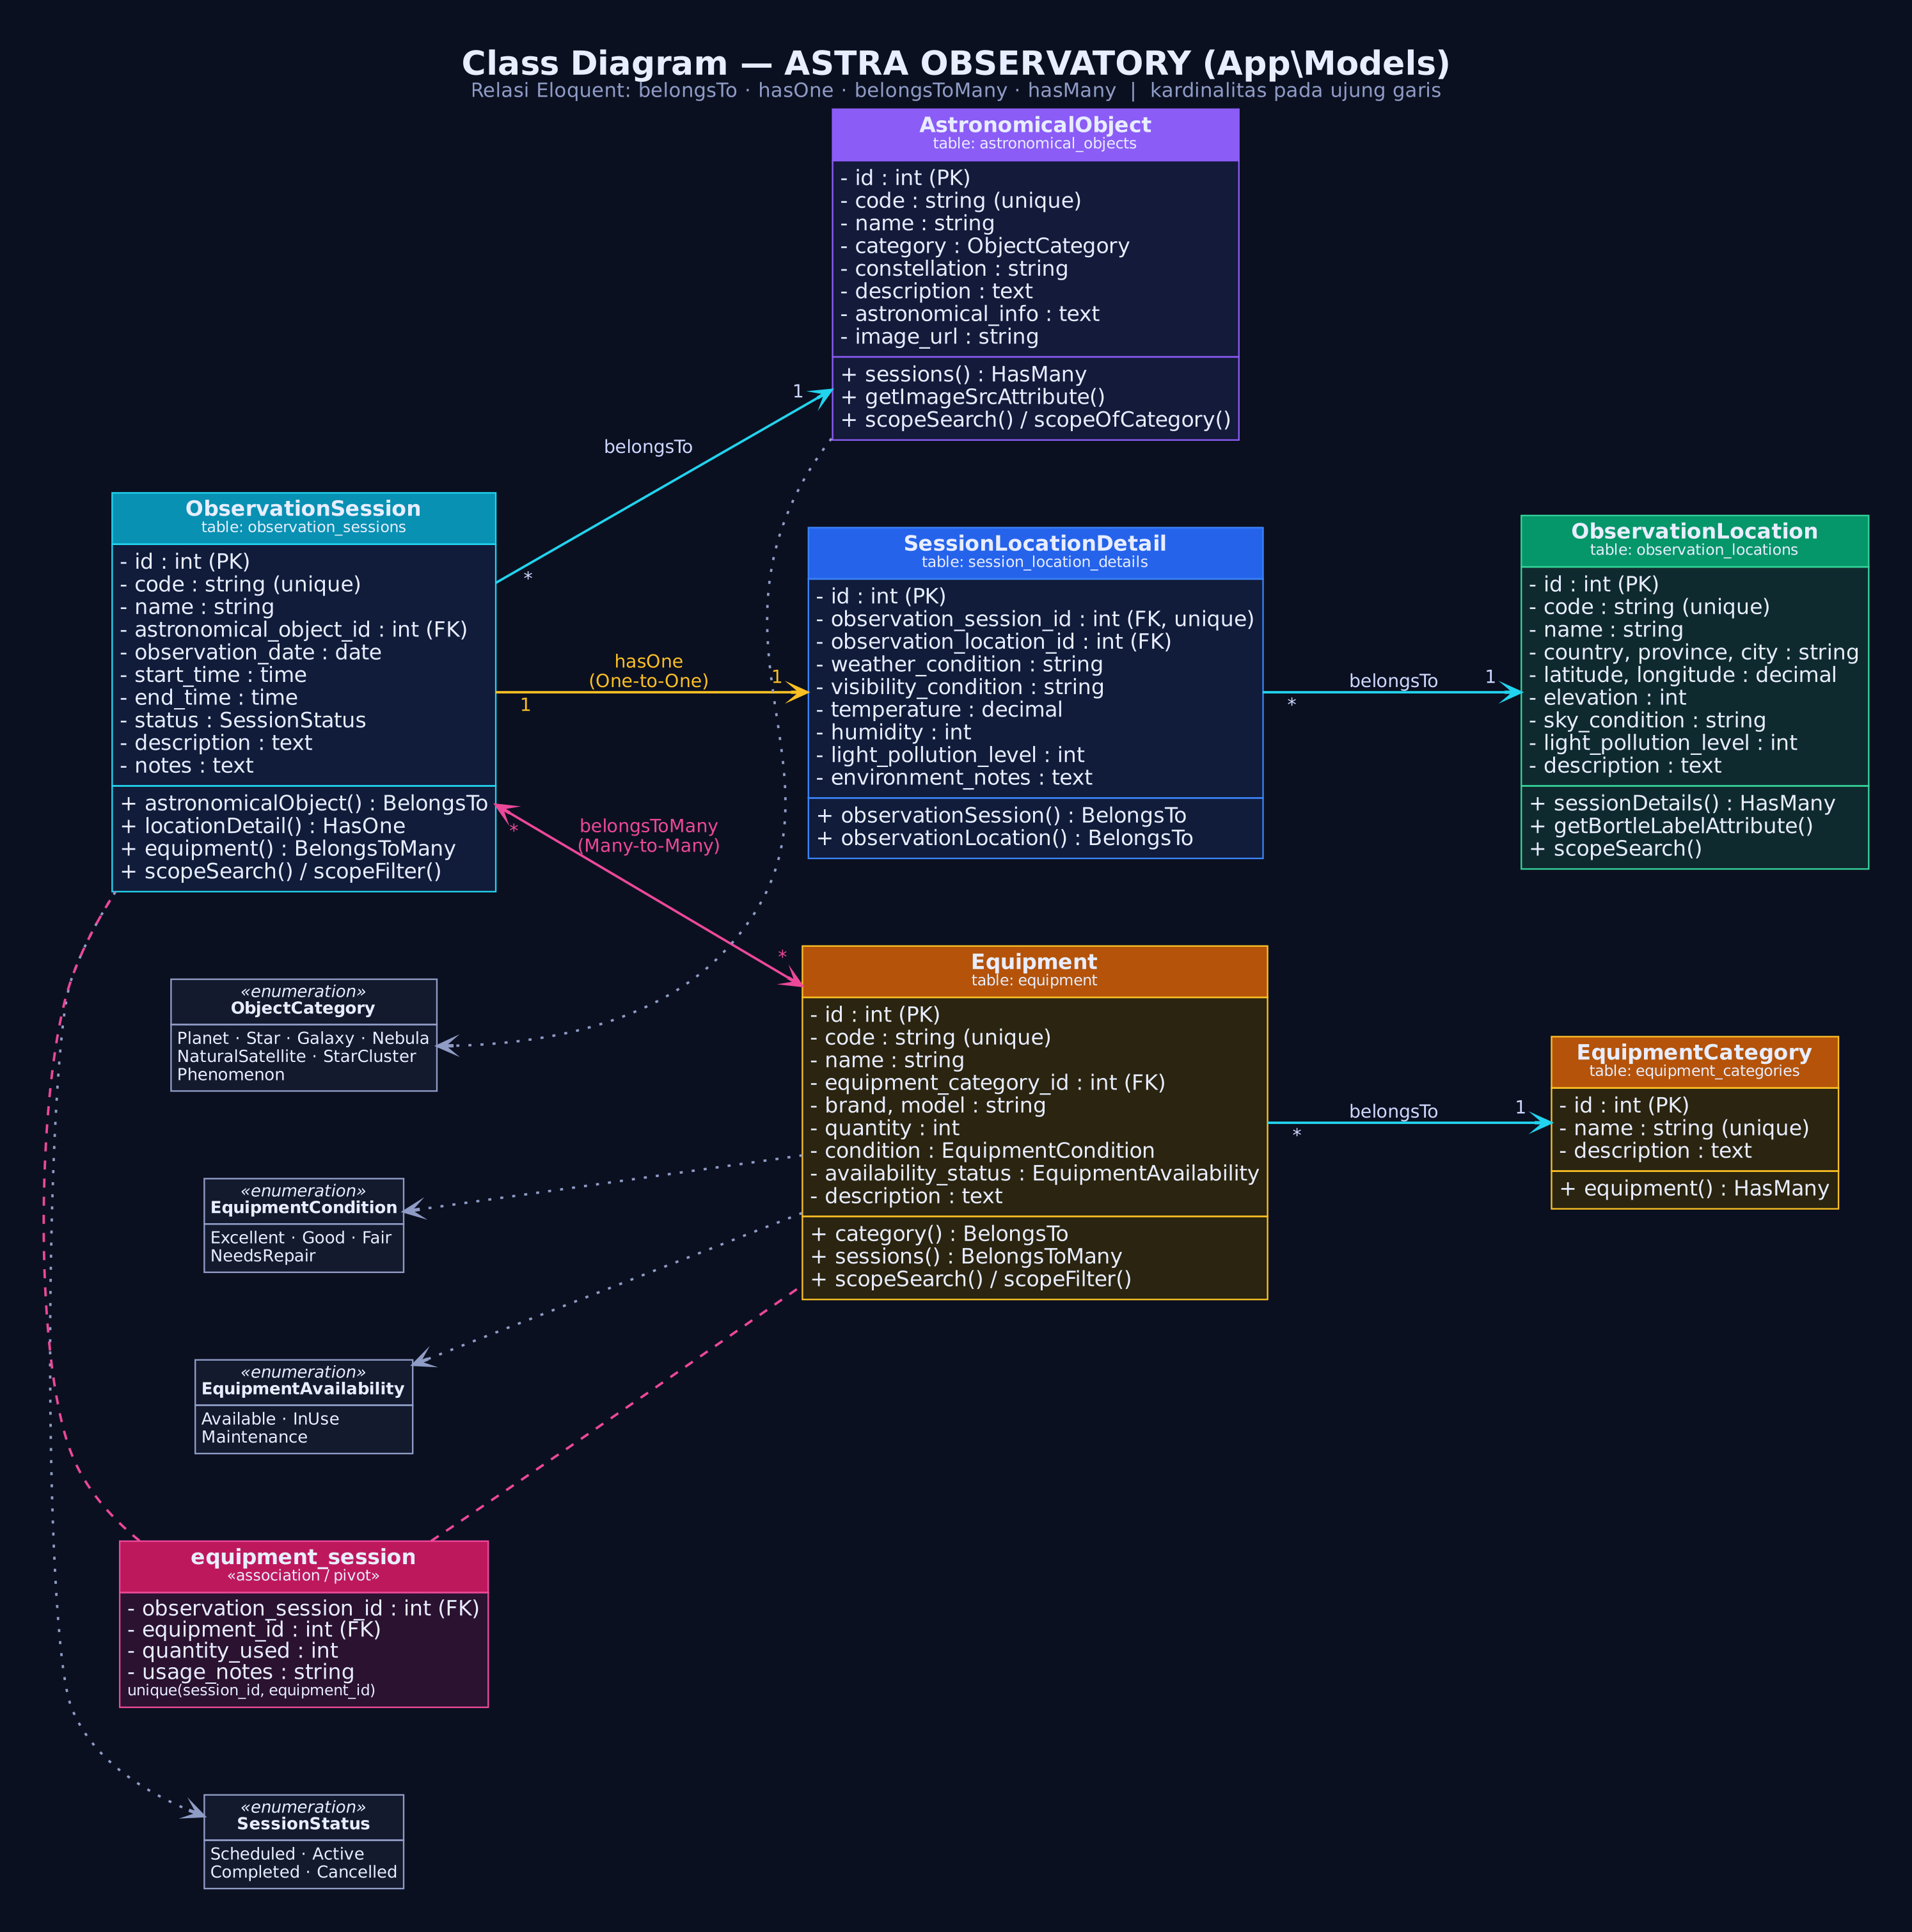 Class Diagram — ASTRA OBSERVATORY (App\Models)
Relasi Eloquent: belongsTo · hasOne · belongsToMany · hasMany | kardinalitas pada ujung garis
AstronomicalObject
table: astronomical_objects
- id : int (PK)
- code : string (unique)
- name : string
- category : ObjectCategory
- constellation : string
- description : text
- astronomical_info : text
- image_url : string
+ sessions() : HasMany
+ getImageSrcAttribute()
+ scopeSearch() / scopeOfCategory()
1
belongsTo
*
ObservationSession
table: observation_sessions
- id : int (PK)
- code : string (unique)
- name : string
- astronomical_object_id : int (FK)
- observation_date : date
- start_time : time
- end_time : time
- status : SessionStatus
- description : text
- notes : text
+ astronomicalObject() : BelongsTo
+ locationDetail() : HasOne
+ equipment() : BelongsToMany
+ scopeSearch() / scopeFilter()
hasOne
(One-to-One)
1
1
SessionLocationDetail
table: session_location_details
- id : int (PK)
- observation_session_id : int (FK, unique)
- observation_location_id : int (FK)
- weather_condition : string
- visibility_condition : string
- temperature : decimal
- humidity : int
- light_pollution_level : int
- environment_notes : text
+ observationSession() : BelongsTo
+ observationLocation() : BelongsTo
belongsTo
1
*
ObservationLocation
table: observation_locations
- id : int (PK)
- code : string (unique)
- name : string
- country, province, city : string
- latitude, longitude : decimal
- elevation : int
- sky_condition : string
- light_pollution_level : int
- description : text
+ sessionDetails() : HasMany
+ getBortleLabelAttribute()
+ scopeSearch()
*
belongsToMany
(Many-to-Many)
*
Equipment
table: equipment
- id : int (PK)
- code : string (unique)
- name : string
- equipment_category_id : int (FK)
- brand, model : string
- quantity : int
- condition : EquipmentCondition
- availability_status : EquipmentAvailability
- description : text
+ category() : BelongsTo
+ sessions() : BelongsToMany
+ scopeSearch() / scopeFilter()
belongsTo
1
*
EquipmentCategory
table: equipment_categories
- id : int (PK)
- name : string (unique)
- description : text
+ equipment() : HasMany
«enumeration»
ObjectCategory
Planet · Star · Galaxy · Nebula
NaturalSatellite · StarCluster
Phenomenon
«enumeration»
EquipmentCondition
Excellent · Good · Fair
NeedsRepair
«enumeration»
EquipmentAvailability
Available · InUse
Maintenance
equipment_session
«association / pivot»
- observation_session_id : int (FK)
- equipment_id : int (FK)
- quantity_used : int
- usage_notes : string
unique(session_id, equipment_id)
«enumeration»
SessionStatus
Scheduled · Active
Completed · Cancelled